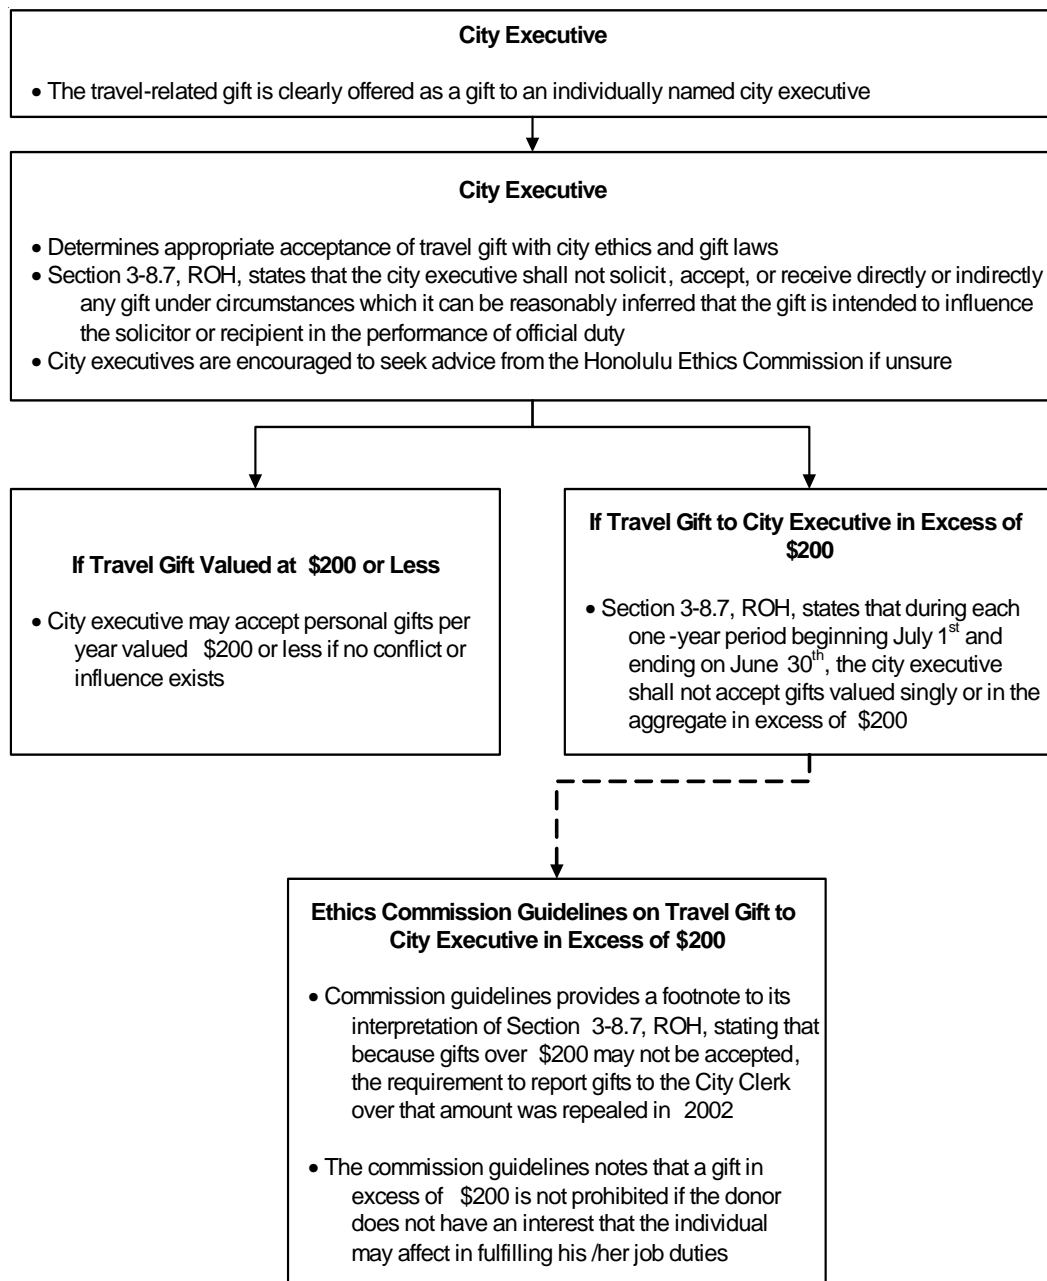 City Executive
• The travel-related gift is clearly offered as a gift to an individually named city executive
City Executive
• Determines appropriate acceptance of travel gift with city ethics and gift laws
• Section 3-8.7, ROH, states that the city executive shall not solicit, accept, or receive directly or indirectly
any gift under circumstances which it can be reasonably inferred that the gift is intended to influence
the solicitor or recipient in the performance of official duty
• City executives are encouraged to seek advice from the Honolulu Ethics Commission if unsure
If Travel Gift Valued at $200 or Less
• City executive may accept personal gifts per
year valued $200 or less if no conflict or
influence exists
If Travel Gift to City Executive in Excess of
$200
• Section 3-8.7, ROH, states that during each
one-year period beginning July 1st and
ending on June 30th, the city executive
shall not accept gifts valued singly or in the
aggregate in excess of $200
Ethics Commission Guidelines on Travel Gift to
City Executive in Excess of $200
• Commission guidelines provides a footnote to its
interpretation of Section 3-8.7, ROH, stating that
because gifts over $200 may not be accepted,
the requirement to report gifts to the City Clerk
over that amount was repealed in 2002
• The commission guidelines notes that a gift in
excess of $200 is not prohibited if the donor
does not have an interest that the individual
may affect in fulfilling his/her job duties